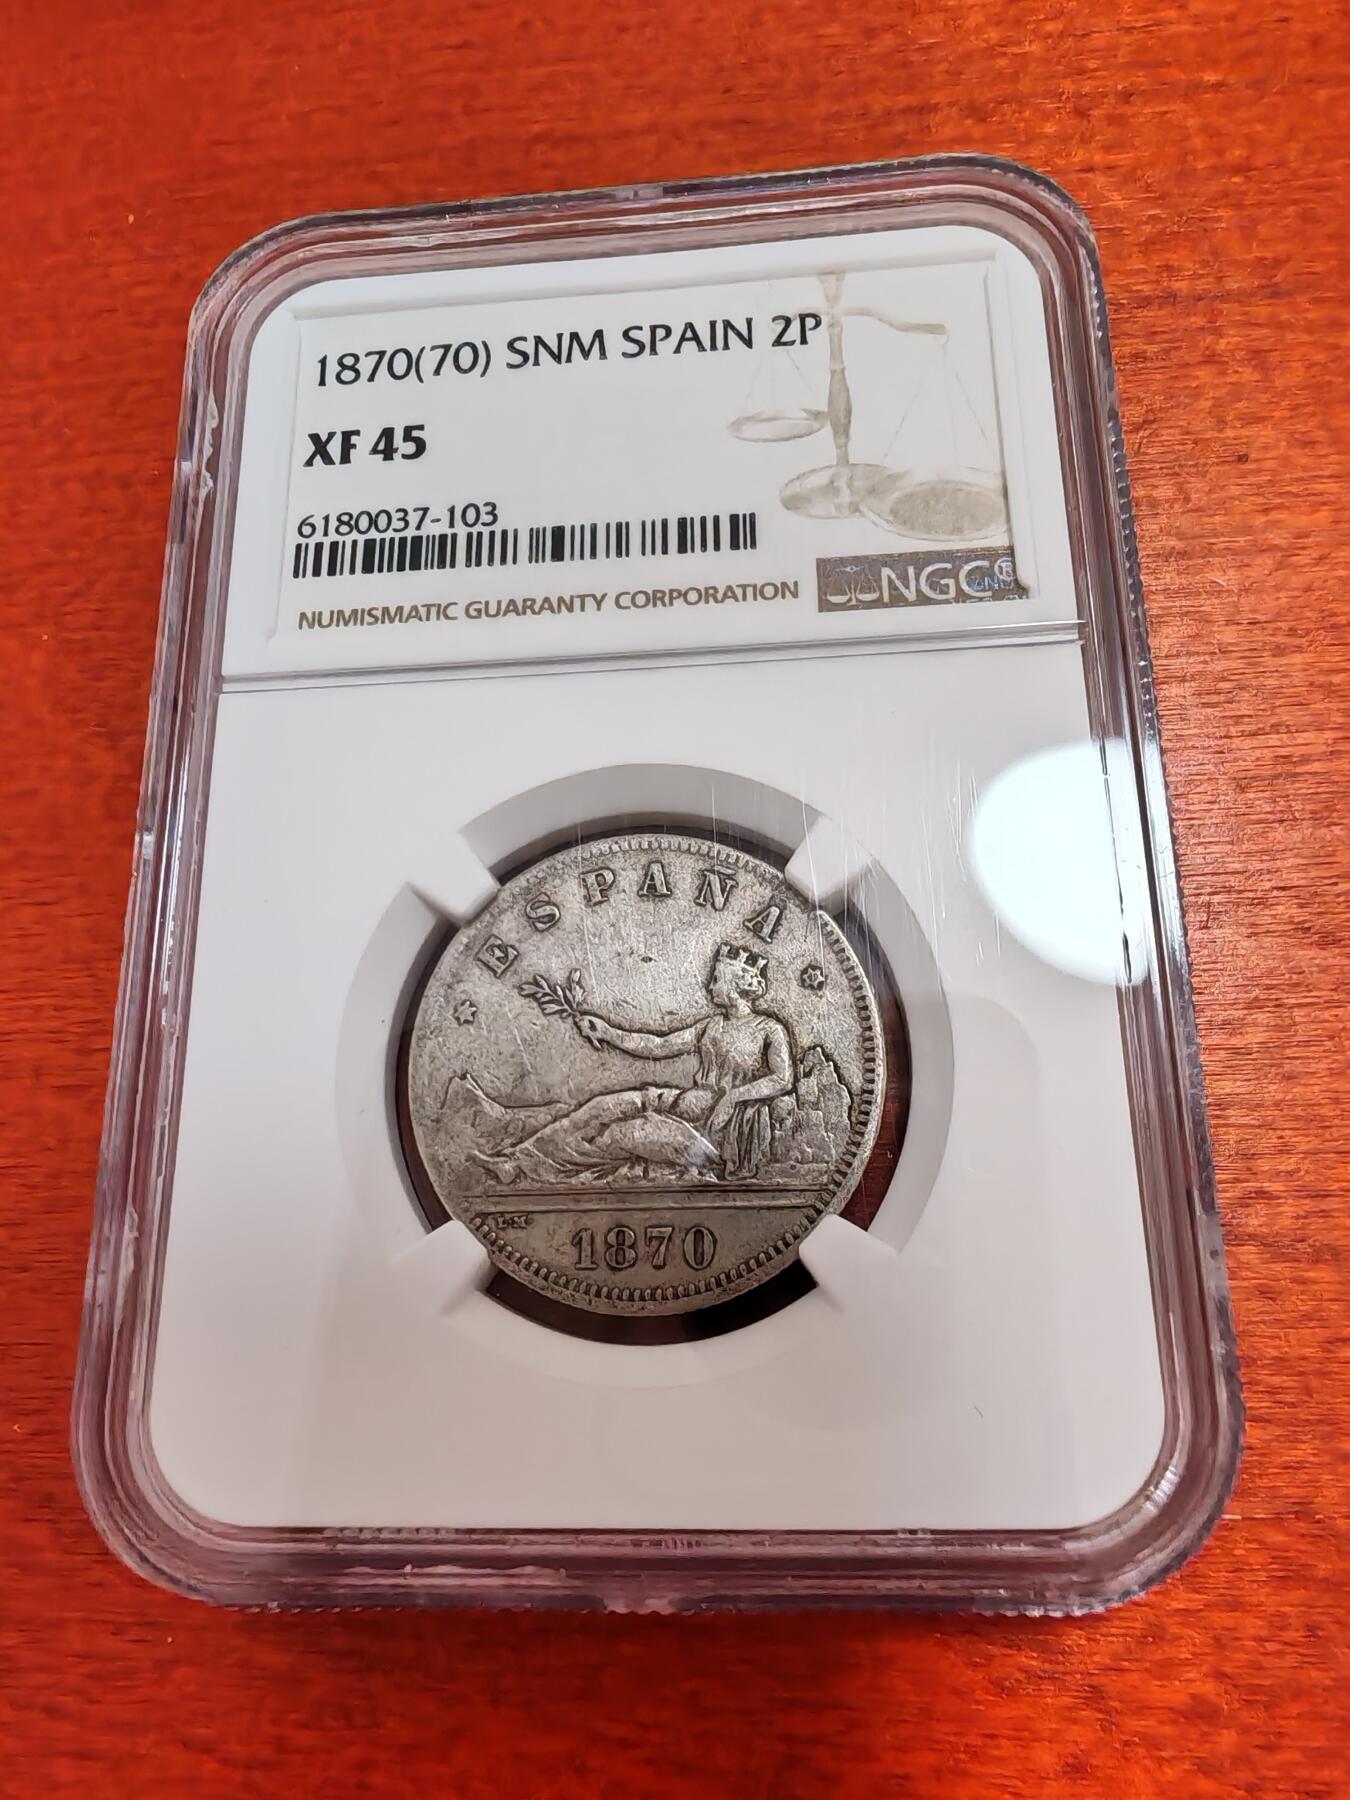 1870(70) SNM SPAIN 2P
XF 45
6180037-103
NUMISMATIC GUARANTY CORPORATION
NGC®
ESPAÑA
L M
1870